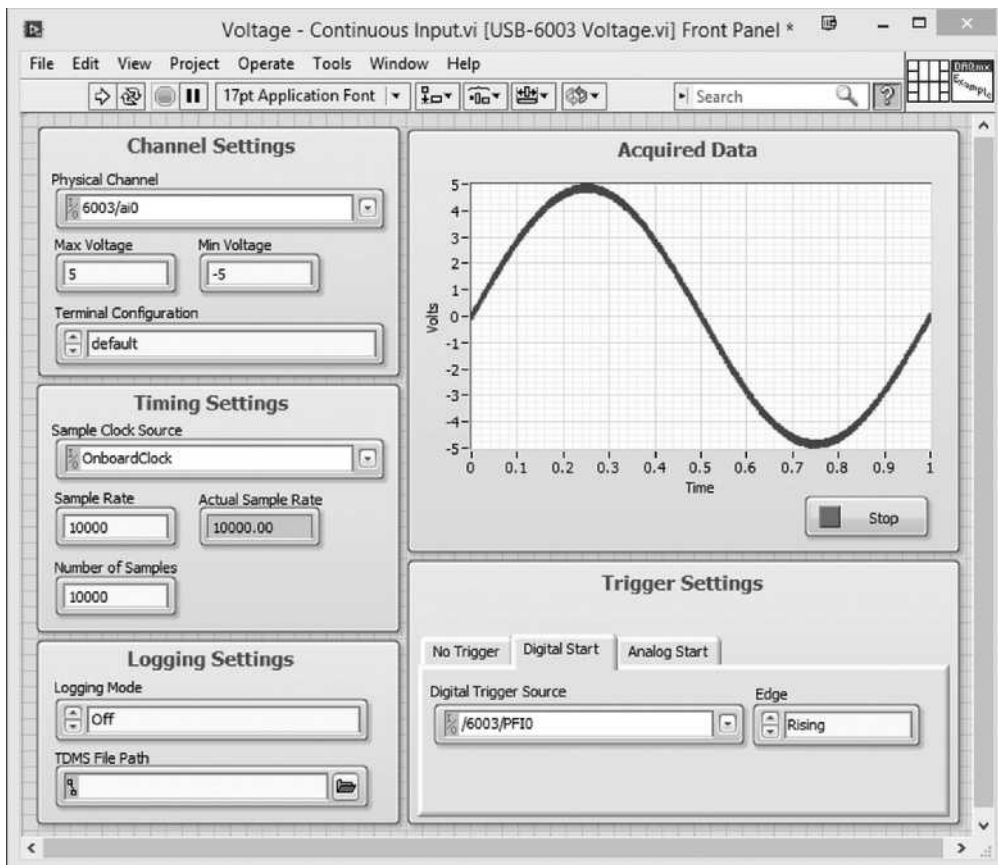 Voltage - Continuous Input.vi [USB-6003 Voltage.vi] Front Panel *
File Edit View Project Operate Tools Window Help
17pt Application Font
Search
DAQmx
Example
Channel Settings
Physical Channel
6003/ai0
Max Voltage Min Voltage
5 -5
Terminal Configuration
default
Timing Settings
Sample Clock Source
OnboardClock
Sample Rate Actual Sample Rate
10000 10000.00
Number of Samples
10000
Logging Settings
Logging Mode
Off
TDMS File Path
Acquired Data
5
4
3
2
1
0
-1
-2
-3
-4
-5
Volts
0 0.1 0.2 0.3 0.4 0.5 0.6 0.7 0.8 0.9 1
Time
Stop
Trigger Settings
No Trigger Digital Start Analog Start
Digital Trigger Source Edge
/6003/PFI0 Rising